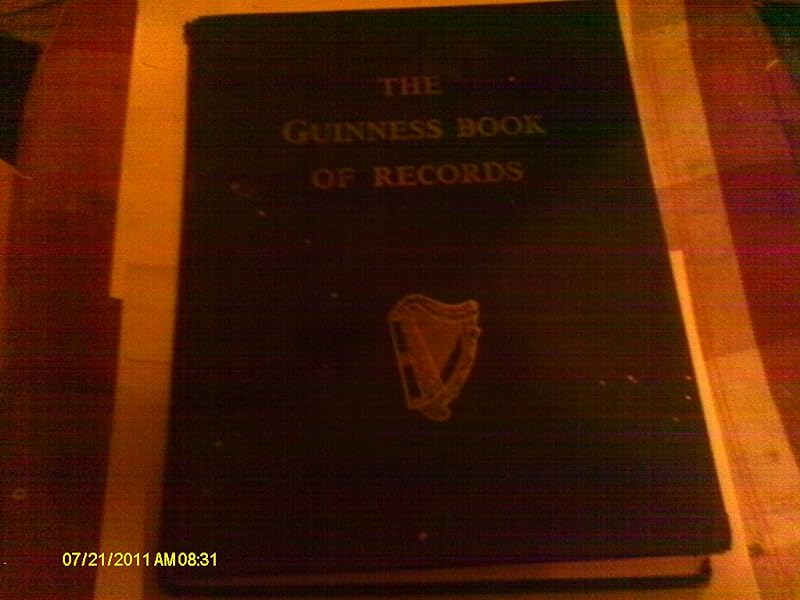 THE
GUINNESS BOOK
OF RECORDS
07/21/2011 AM 08:31